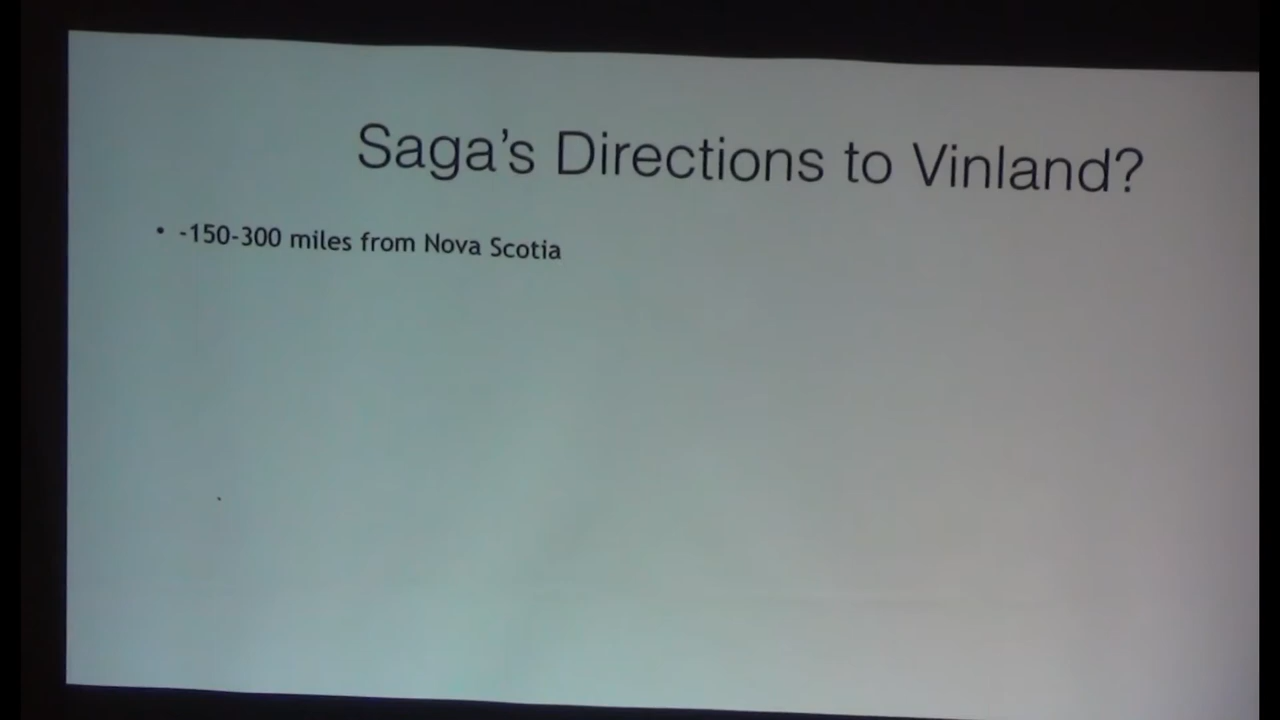 Saga's Directions to Vinland?
• -150-300 miles from Nova Scotia